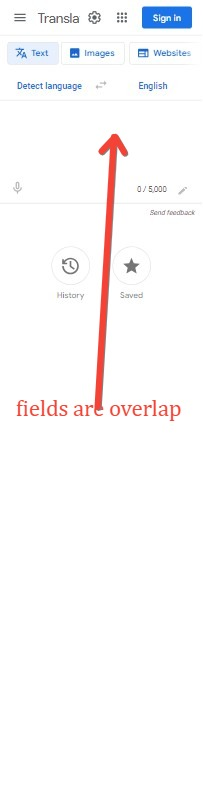 Transla
Sign in
Text
Images
Websites
Detect language
English
0 / 5,000
Send feedback
History
Saved
fields are overlap